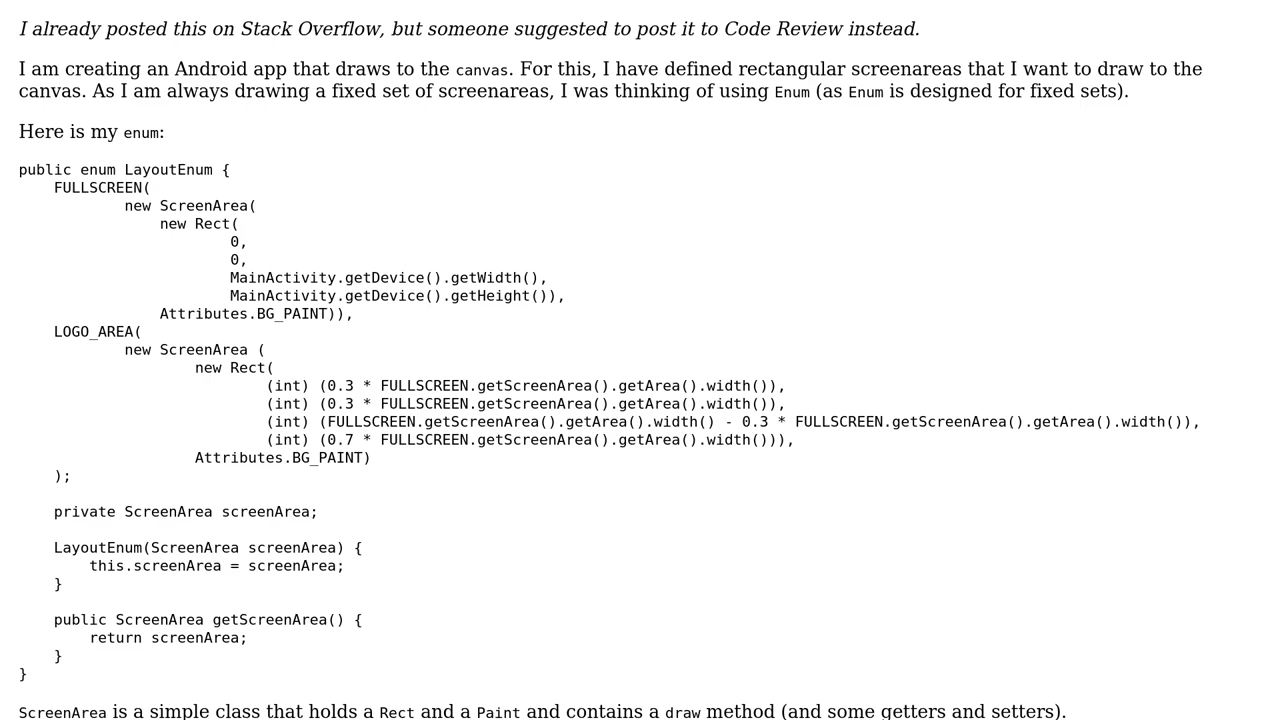 I already posted this on Stack Overflow, but someone suggested to post it to Code Review instead.
I am creating an Android app that draws to the canvas. For this, I have defined rectangular screenareas that I want to draw to the
canvas. As I am always drawing a fixed set of screenareas, I was thinking of using Enum (as Enum is designed for fixed sets).
Here is my enum:
public enum LayoutEnum {
    FULLSCREEN(
            new ScreenArea(
                new Rect(
                        0,
                        0,
                        MainActivity.getDevice().getWidth(),
                        MainActivity.getDevice().getHeight()),
                Attributes.BG_PAINT)),
    LOGO_AREA(
            new ScreenArea (
                    new Rect(
                            (int) (0.3 * FULLSCREEN.getScreenArea().getArea().width()),
                            (int) (0.3 * FULLSCREEN.getScreenArea().getArea().width()),
                            (int) (FULLSCREEN.getScreenArea().getArea().width() - 0.3 * FULLSCREEN.getScreenArea().getArea().width()),
                            (int) (0.7 * FULLSCREEN.getScreenArea().getArea().width())),
                    Attributes.BG_PAINT)
    );
    private ScreenArea screenArea;
    LayoutEnum(ScreenArea screenArea) {
        this.screenArea = screenArea;
    }
    public ScreenArea getScreenArea() {
        return screenArea;
    }
}
ScreenArea is a simple class that holds a Rect and a Paint and contains a draw method (and some getters and setters).